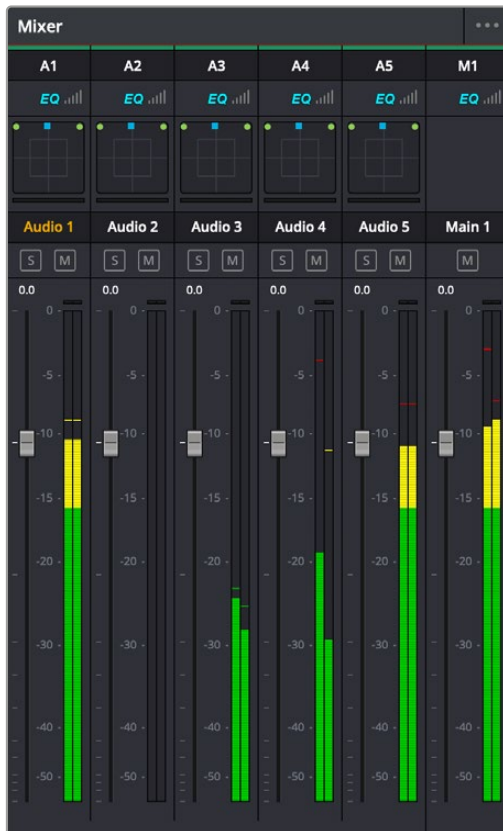 Mixer
A1 A2 A3 A4 A5 M1
EQ EQ EQ EQ EQ EQ
Audio 1 Audio 2 Audio 3 Audio 4 Audio 5 Main 1
S M S M S M S M S M M
0.0 0.0 0.0 0.0 0.0 0.0
0 0 0 0 0 0
-5 -5 -5 -5 -5 -5
-10 -10 -10 -10 -10 -10
-15 -15 -15 -15 -15 -15
-20 -20 -20 -20 -20 -20
-30 -30 -30 -30 -30 -30
-40 -40 -40 -40 -40 -40
-50 -50 -50 -50 -50 -50